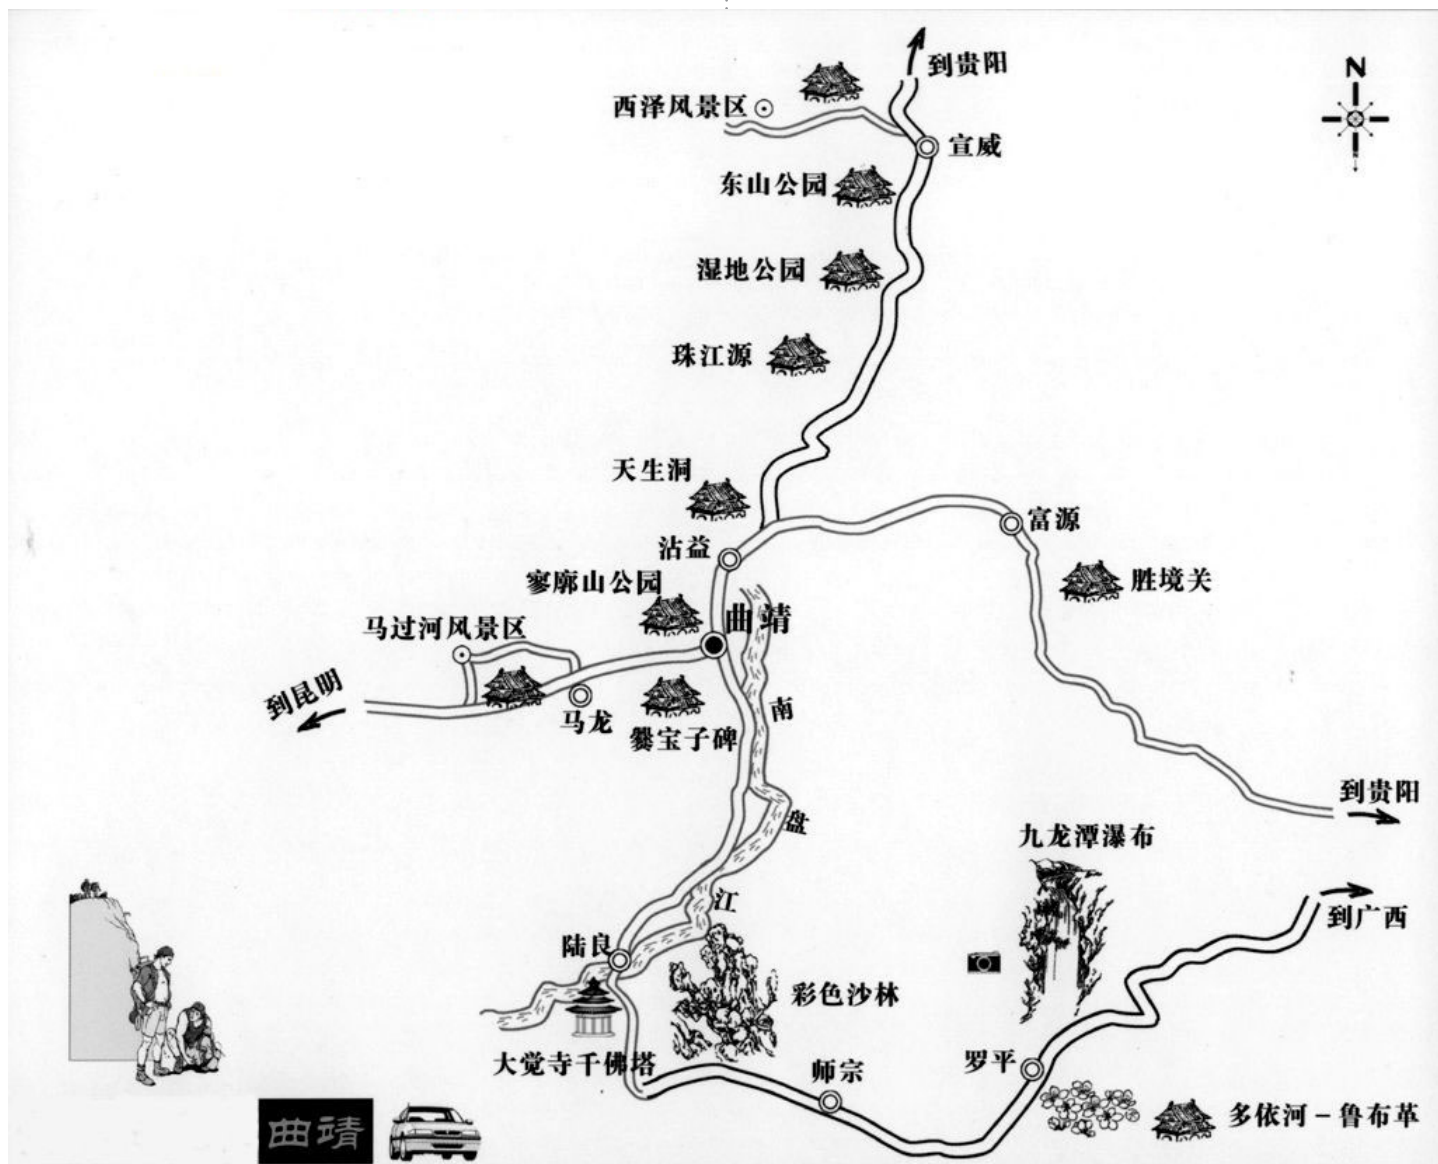 到贵阳
N
西泽风景区
宣威
东山公园
湿地公园
珠江源
天生洞
富源
沾益
寥廓山公园
胜境关
曲靖
马过河风景区
到昆明
马龙
南
爨宝子碑
到贵阳
盘
九龙潭瀑布
江
到广西
陆良
彩色沙林
大觉寺千佛塔
师宗
罗平
多依河-鲁布革
曲靖